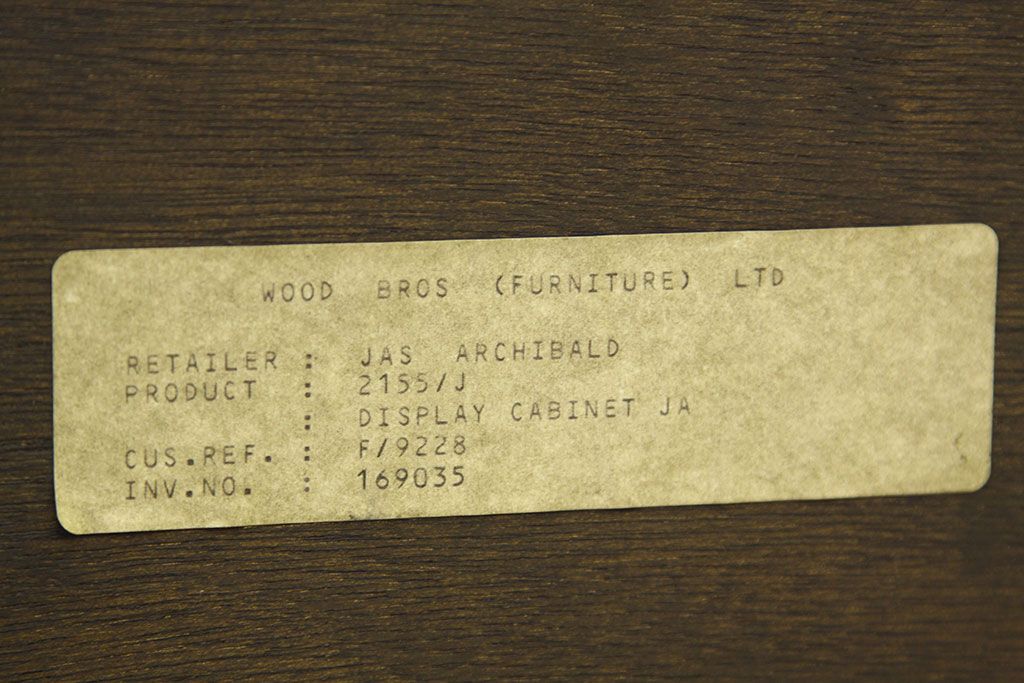 WOOD BROS (FURNITURE) LTD
RETAILER : JAS ARCHIBALD
PRODUCT : 2155/J
: DISPLAY CABINET JA
CUS.REF. : F/9228
INV.NO. : 169035